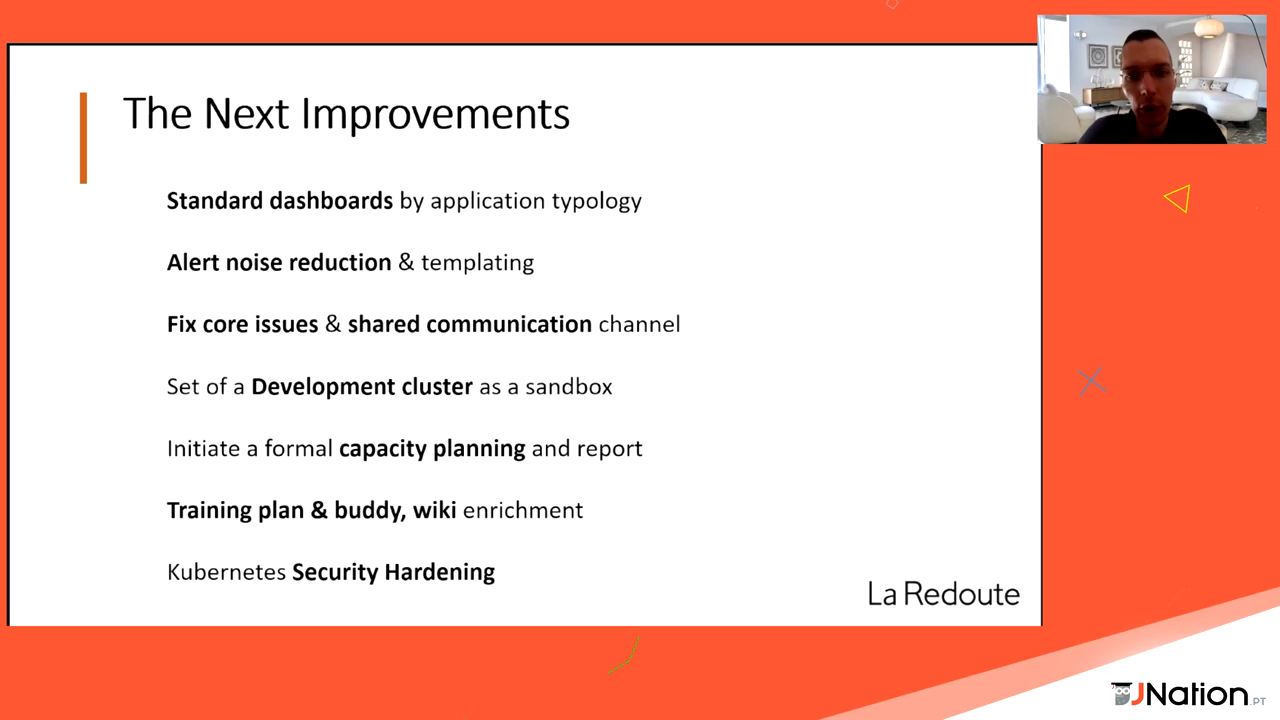 The Next Improvements
Standard dashboards by application typology
Alert noise reduction & templating
Fix core issues & shared communication channel
Set of a Development cluster as a sandbox
Initiate a formal capacity planning and report
Training plan & buddy, wiki enrichment
Kubernetes Security Hardening
La Redoute
JNation.PT